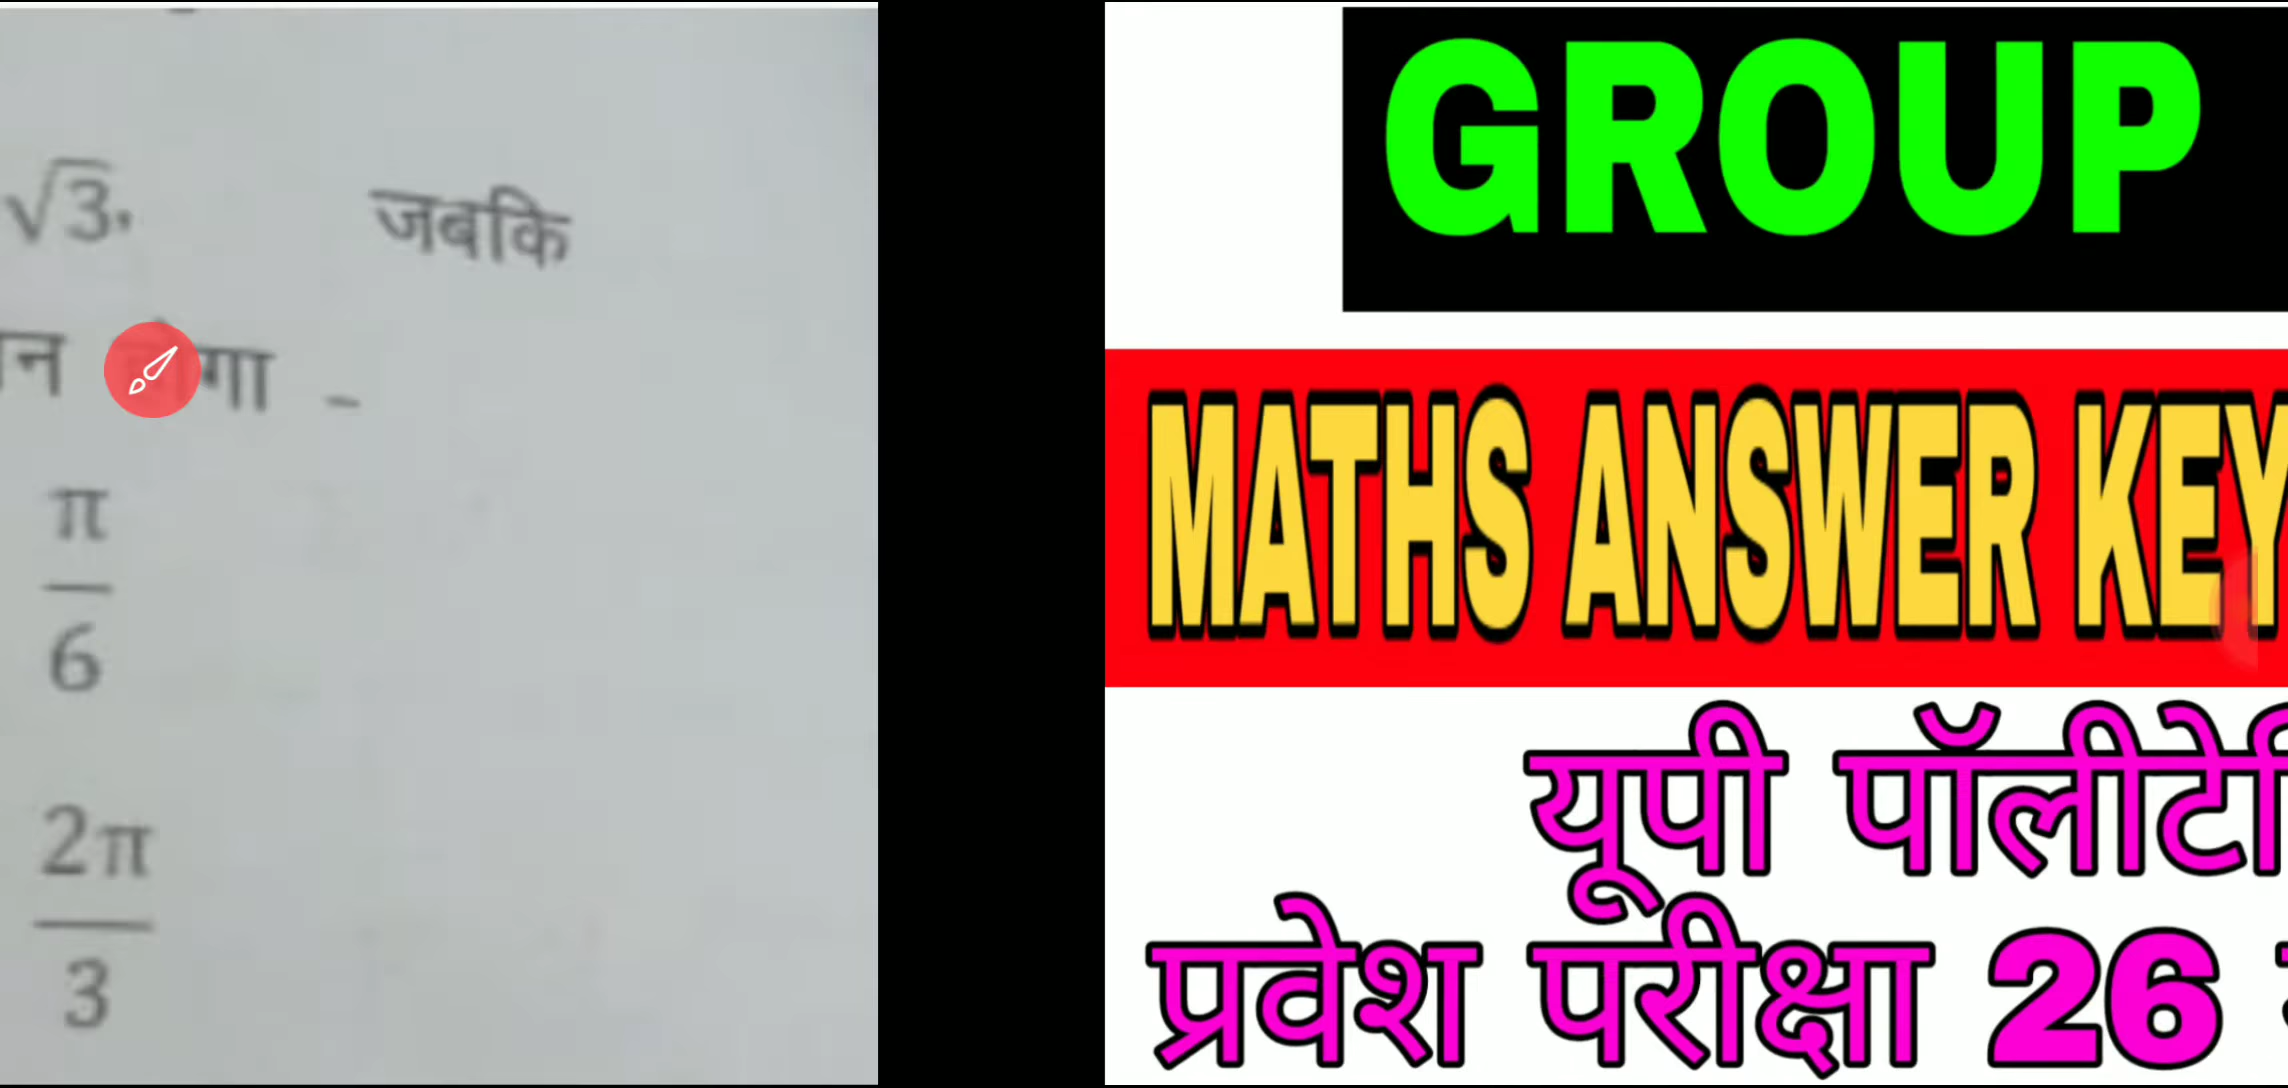 √3, जबकि
गा -
π
6
2π
3
GROUP
MATHS ANSWER KEY
यूपी
प्रवेश परीक्षा 26